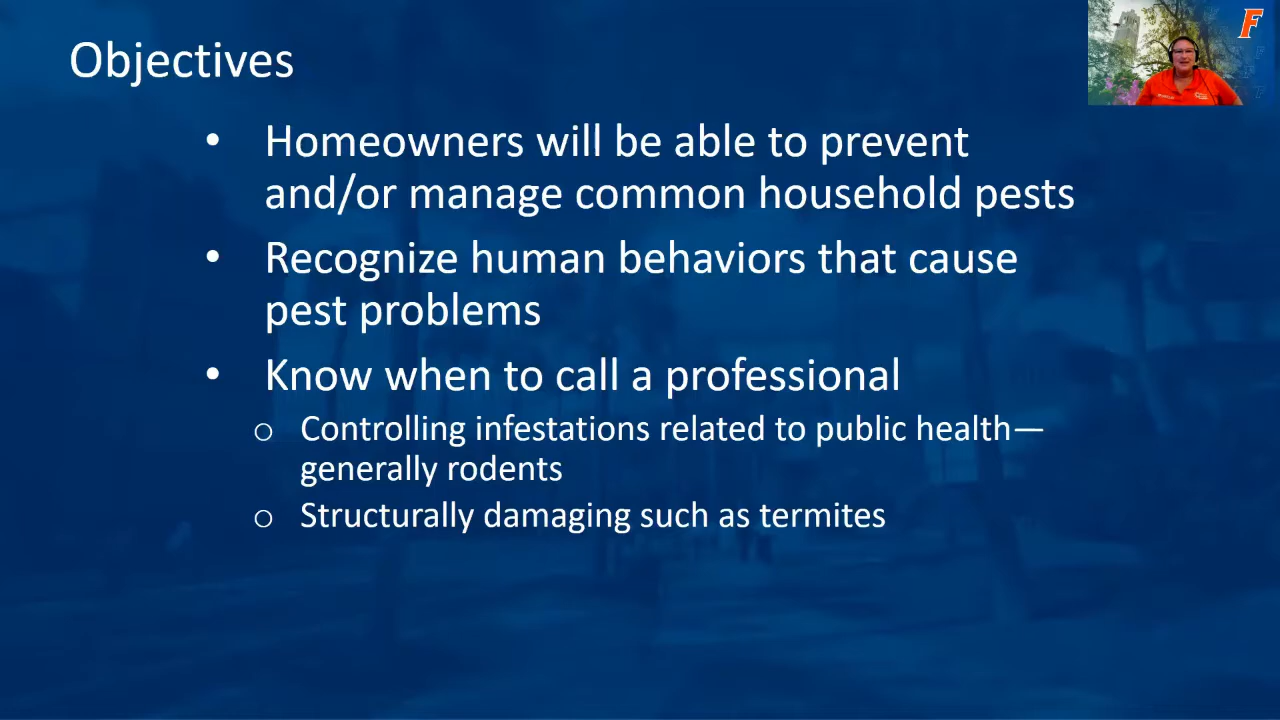 Objectives
F
• Homeowners will be able to prevent
and/or manage common household pests
• Recognize human behaviors that cause
pest problems
• Know when to call a professional
o Controlling infestations related to public health—
generally rodents
o Structurally damaging such as termites